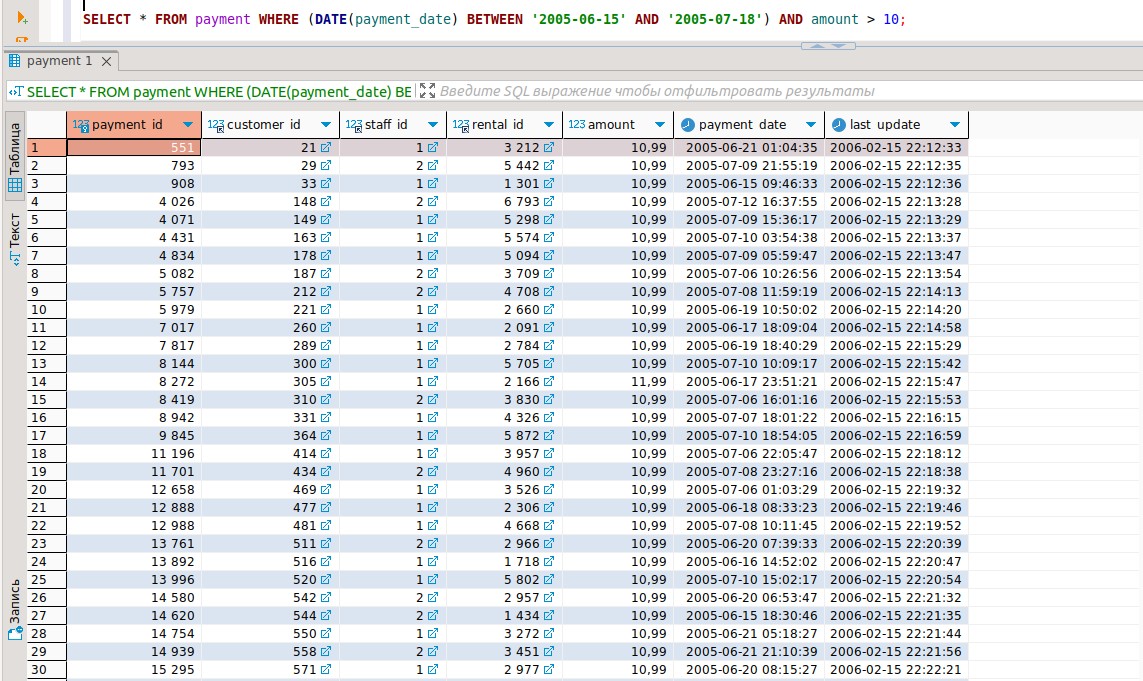 SELECT * FROM payment WHERE (DATE(payment_date) BETWEEN '2005-06-15' AND '2005-07-18') AND amount > 10;
payment 1
SELECT * FROM payment WHERE (DATE(payment_date) BE Введите SQL выражение чтобы отфильтровать результаты
Таблица
Текст
Запись
123 payment_id 123 customer_id 123 staff_id 123 rental_id 123 amount payment_date last_update
1 551 21 1 3 212 10,99 2005-06-21 01:04:35 2006-02-15 22:12:33
2 793 29 2 5 442 10,99 2005-07-09 21:55:19 2006-02-15 22:12:35
3 908 33 1 1 301 10,99 2005-06-15 09:46:33 2006-02-15 22:12:36
4 4 026 148 2 6 793 10,99 2005-07-12 16:37:55 2006-02-15 22:13:28
5 4 071 149 1 5 298 10,99 2005-07-09 15:36:17 2006-02-15 22:13:29
6 4 431 163 1 5 574 10,99 2005-07-10 03:54:38 2006-02-15 22:13:37
7 4 834 178 1 5 094 10,99 2005-07-09 05:59:47 2006-02-15 22:13:47
8 5 082 187 2 3 709 10,99 2005-07-06 10:26:56 2006-02-15 22:13:54
9 5 757 212 2 4 708 10,99 2005-07-08 11:59:19 2006-02-15 22:14:13
10 5 979 221 1 2 660 10,99 2005-06-19 10:50:02 2006-02-15 22:14:20
11 7 017 260 1 2 091 10,99 2005-06-17 18:09:04 2006-02-15 22:14:58
12 7 817 289 1 2 784 10,99 2005-06-19 18:40:29 2006-02-15 22:15:29
13 8 144 300 1 5 705 10,99 2005-07-10 10:09:17 2006-02-15 22:15:42
14 8 272 305 1 2 166 11,99 2005-06-17 23:51:21 2006-02-15 22:15:47
15 8 419 310 2 3 830 10,99 2005-07-06 16:01:16 2006-02-15 22:15:53
16 8 942 331 1 4 326 10,99 2005-07-07 18:01:22 2006-02-15 22:16:15
17 9 845 364 1 5 872 10,99 2005-07-10 18:54:05 2006-02-15 22:16:59
18 11 196 414 1 3 957 10,99 2005-07-06 22:05:47 2006-02-15 22:18:12
19 11 701 434 2 4 960 10,99 2005-07-08 23:27:16 2006-02-15 22:18:38
20 12 658 469 1 3 526 10,99 2005-07-06 01:03:29 2006-02-15 22:19:32
21 12 888 477 1 2 306 10,99 2005-06-18 08:33:23 2006-02-15 22:19:46
22 12 988 481 1 4 668 10,99 2005-07-08 10:11:45 2006-02-15 22:19:52
23 13 761 511 2 2 966 10,99 2005-06-20 07:39:33 2006-02-15 22:20:39
24 13 892 516 1 1 718 10,99 2005-06-16 14:52:02 2006-02-15 22:20:47
25 13 996 520 1 5 802 10,99 2005-07-10 15:02:17 2006-02-15 22:20:54
26 14 580 542 2 2 957 10,99 2005-06-20 06:53:47 2006-02-15 22:21:32
27 14 620 544 2 1 434 10,99 2005-06-15 18:30:46 2006-02-15 22:21:35
28 14 754 550 1 3 272 10,99 2005-06-21 05:18:27 2006-02-15 22:21:44
29 14 939 558 2 3 451 10,99 2005-06-21 21:10:39 2006-02-15 22:21:56
30 15 295 571 1 2 977 10,99 2005-06-20 08:15:27 2006-02-15 22:22:21